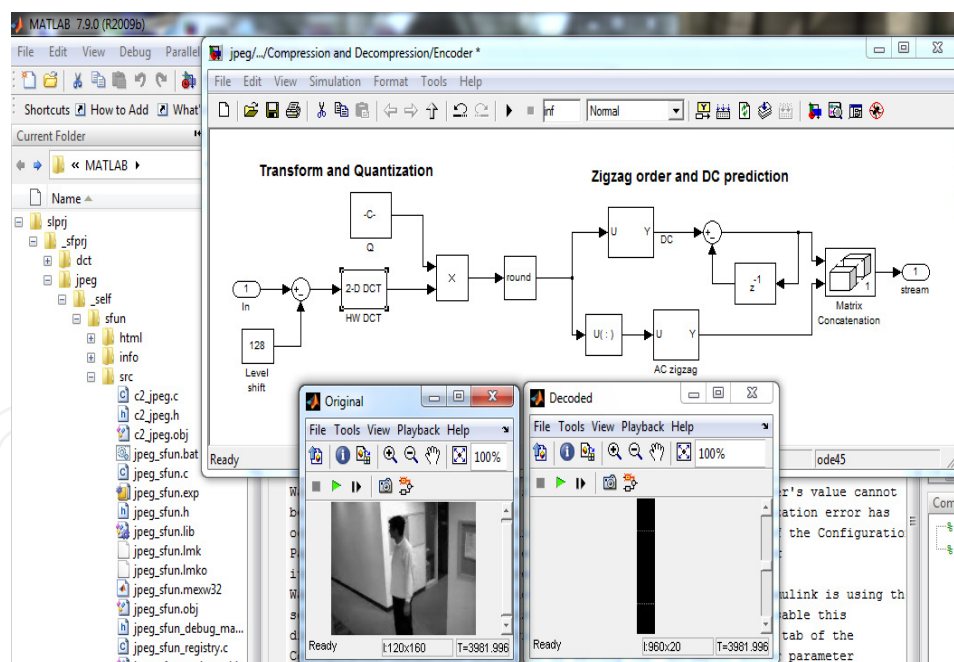 MATLAB 7.9.0 (R2009b)
File Edit View Debug Parallel
Shortcuts How to Add What'
Current Folder
« MATLAB
Name
slprj
_sfprj
dct
jpeg
_self
sfun
html
info
src
c2_jpeg.c
c2_jpeg.h
c2_jpeg.obj
jpeg_sfun.bat
jpeg_sfun.c
jpeg_sfun.exp
jpeg_sfun.h
jpeg_sfun.lib
jpeg_sfun.lmk
jpeg_sfun.lmko
jpeg_sfun.mexw32
jpeg_sfun.obj
jpeg_sfun_debug_ma...
jpeg_sfun_registry.c
jpeg/.../Compression and Decompression/Encoder *
File Edit View Simulation Format Tools Help
inf Normal
Transform and Quantization
Zigzag order and DC prediction
-C-
Q
1
In
+-
2-D DCT
HW DCT
X
round
128
Level
shift
U Y
DC
+-
z-1
U( : )
U Y
AC zigzag
1
Matrix
Concatenation
1
stream
Ready
ode45
Original
File Tools View Playback Help
100%
Ready I:120x160 T=3981.996
Decoded
File Tools View Playback Help
100%
Ready I:960x20 T=3981.996
er's value cannot
ation error has
the Configuratio
ulink is using th
able this
tab of the
parameter
Com